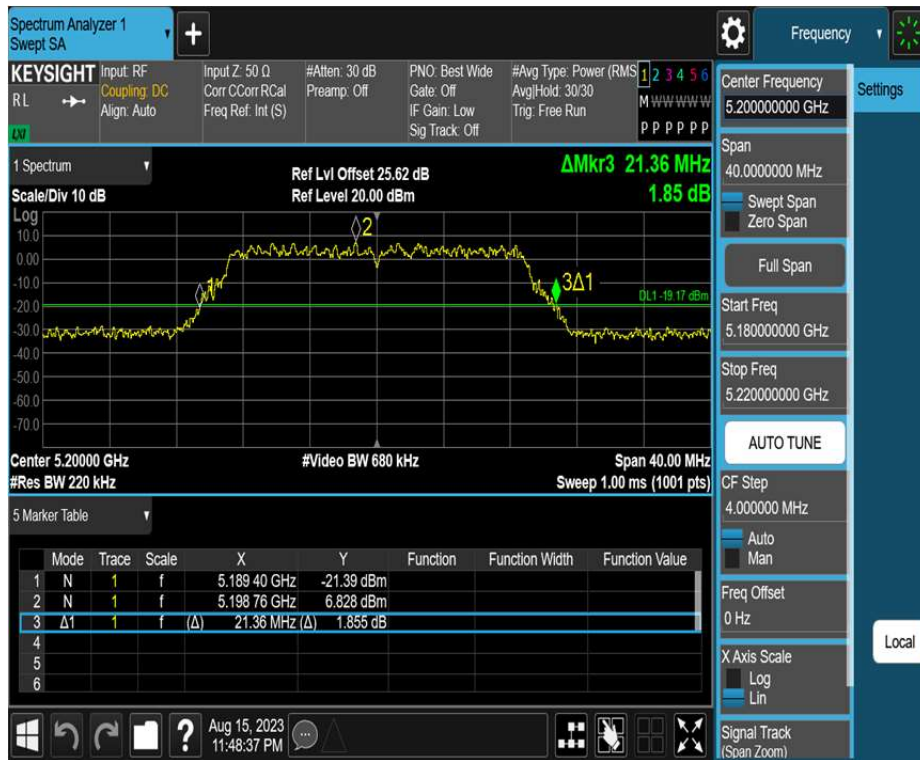 Spectrum Analyzer 1
Swept SA
+
Frequency
KEYSIGHT
RL
LXI
Input: RF
Coupling: DC
Align: Auto
Input Z: 50 Ω
Corr CCorr RCal
Freq Ref: Int (S)
#Atten: 30 dB
Preamp: Off
PNO: Best Wide
Gate: Off
IF Gain: Low
Sig Track: Off
#Avg Type: Power (RMS
Avg|Hold: 30/30
Trig: Free Run
1 2 3 4 5 6
M W W W W W
P P P P P P
1 Spectrum
Scale/Div 10 dB
Ref Lvl Offset 25.62 dB
Ref Level 20.00 dBm
ΔMkr3 21.36 MHz
1.85 dB
Log
10.0
0.00
-10.0
-20.0
-30.0
-40.0
-50.0
-60.0
-70.0
2
1
3Δ1
DL1 -19.17 dBm
Center 5.20000 GHz
#Video BW 680 kHz
Span 40.00 MHz
#Res BW 220 kHz
Sweep 1.00 ms (1001 pts)
5 Marker Table
Mode Trace Scale X Y Function Function Width Function Value
1 N 1 f 5.189 40 GHz -21.39 dBm
2 N 1 f 5.198 76 GHz 6.828 dBm
3 Δ1 1 f (Δ) 21.36 MHz (Δ) 1.855 dB
4
5
6
?
Aug 15, 2023
11:48:37 PM
Center Frequency
5.200000000 GHz
Settings
Span
40.0000000 MHz
Swept Span
Zero Span
Full Span
Start Freq
5.180000000 GHz
Stop Freq
5.220000000 GHz
AUTO TUNE
CF Step
4.000000 MHz
Auto
Man
Freq Offset
0 Hz
Local
X Axis Scale
Log
Lin
Signal Track
(Span Zoom)